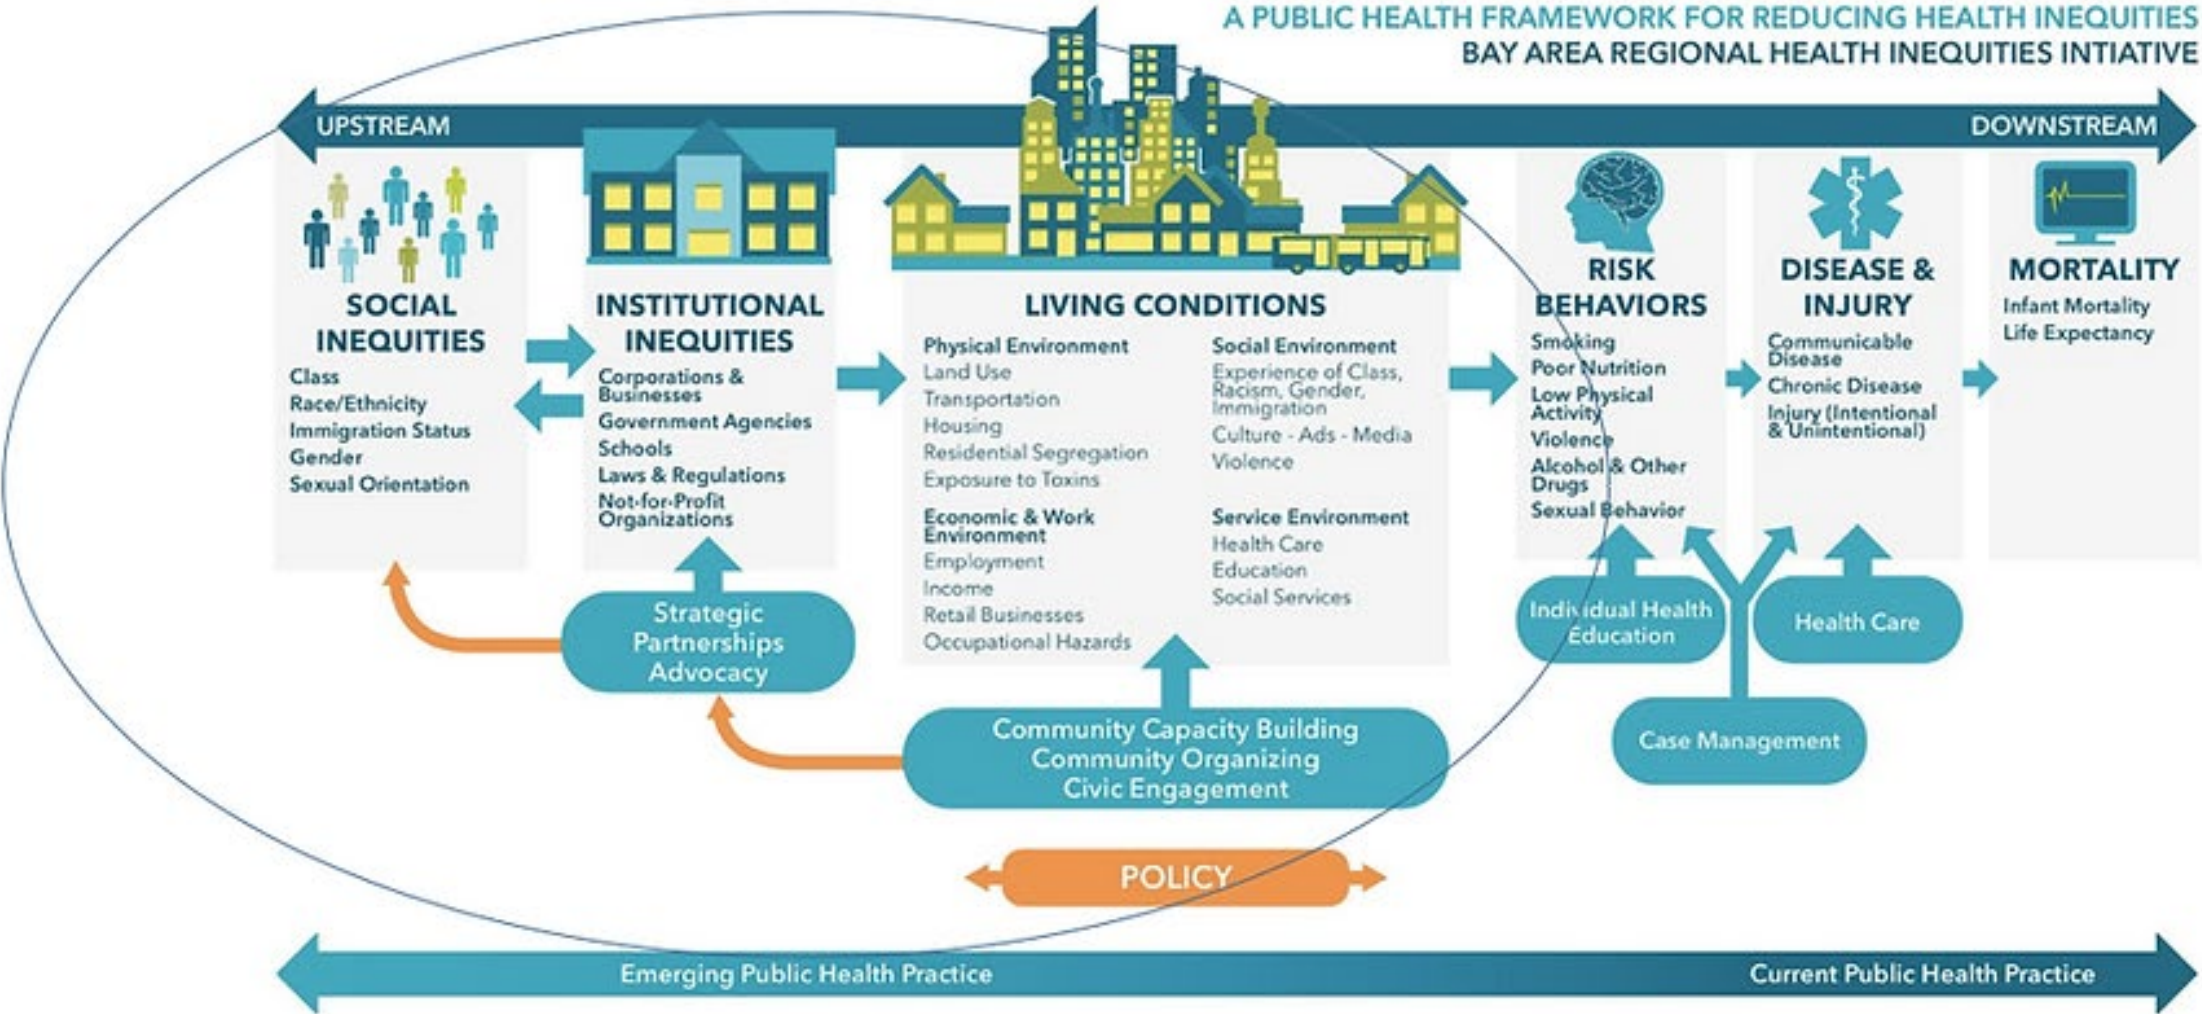 A PUBLIC HEALTH FRAMEWORK FOR REDUCING HEALTH INEQUITIES
BAY AREA REGIONAL HEALTH INEQUITIES INTIATIVE
UPSTREAM
DOWNSTREAM
SOCIAL
INEQUITIES
Class
Race/Ethnicity
Immigration Status
Gender
Sexual Orientation
INSTITUTIONAL
INEQUITIES
Corporations &
Businesses
Government Agencies
Schools
Laws & Regulations
Not-for-Profit
Organizations
Strategic
Partnerships
Advocacy
LIVING CONDITIONS
Physical Environment
Land Use
Transportation
Housing
Residential Segregation
Exposure to Toxins
Economic & Work
Environment
Employment
Income
Retail Businesses
Occupational Hazards
Social Environment
Experience of Class,
Racism, Gender,
Immigration
Culture - Ads - Media
Violence
Service Environment
Health Care
Education
Social Services
Community Capacity Building
Community Organizing
Civic Engagement
RISK
BEHAVIORS
Smoking
Poor Nutrition
Low Physical
Activity
Violence
Alcohol & Other
Drugs
Sexual Behavior
Individual Health
Education
DISEASE &
INJURY
Communicable
Disease
Chronic Disease
Injury (Intentional
& Unintentional)
Health Care
Case Management
MORTALITY
Infant Mortality
Life Expectancy
POLICY
Emerging Public Health Practice
Current Public Health Practice